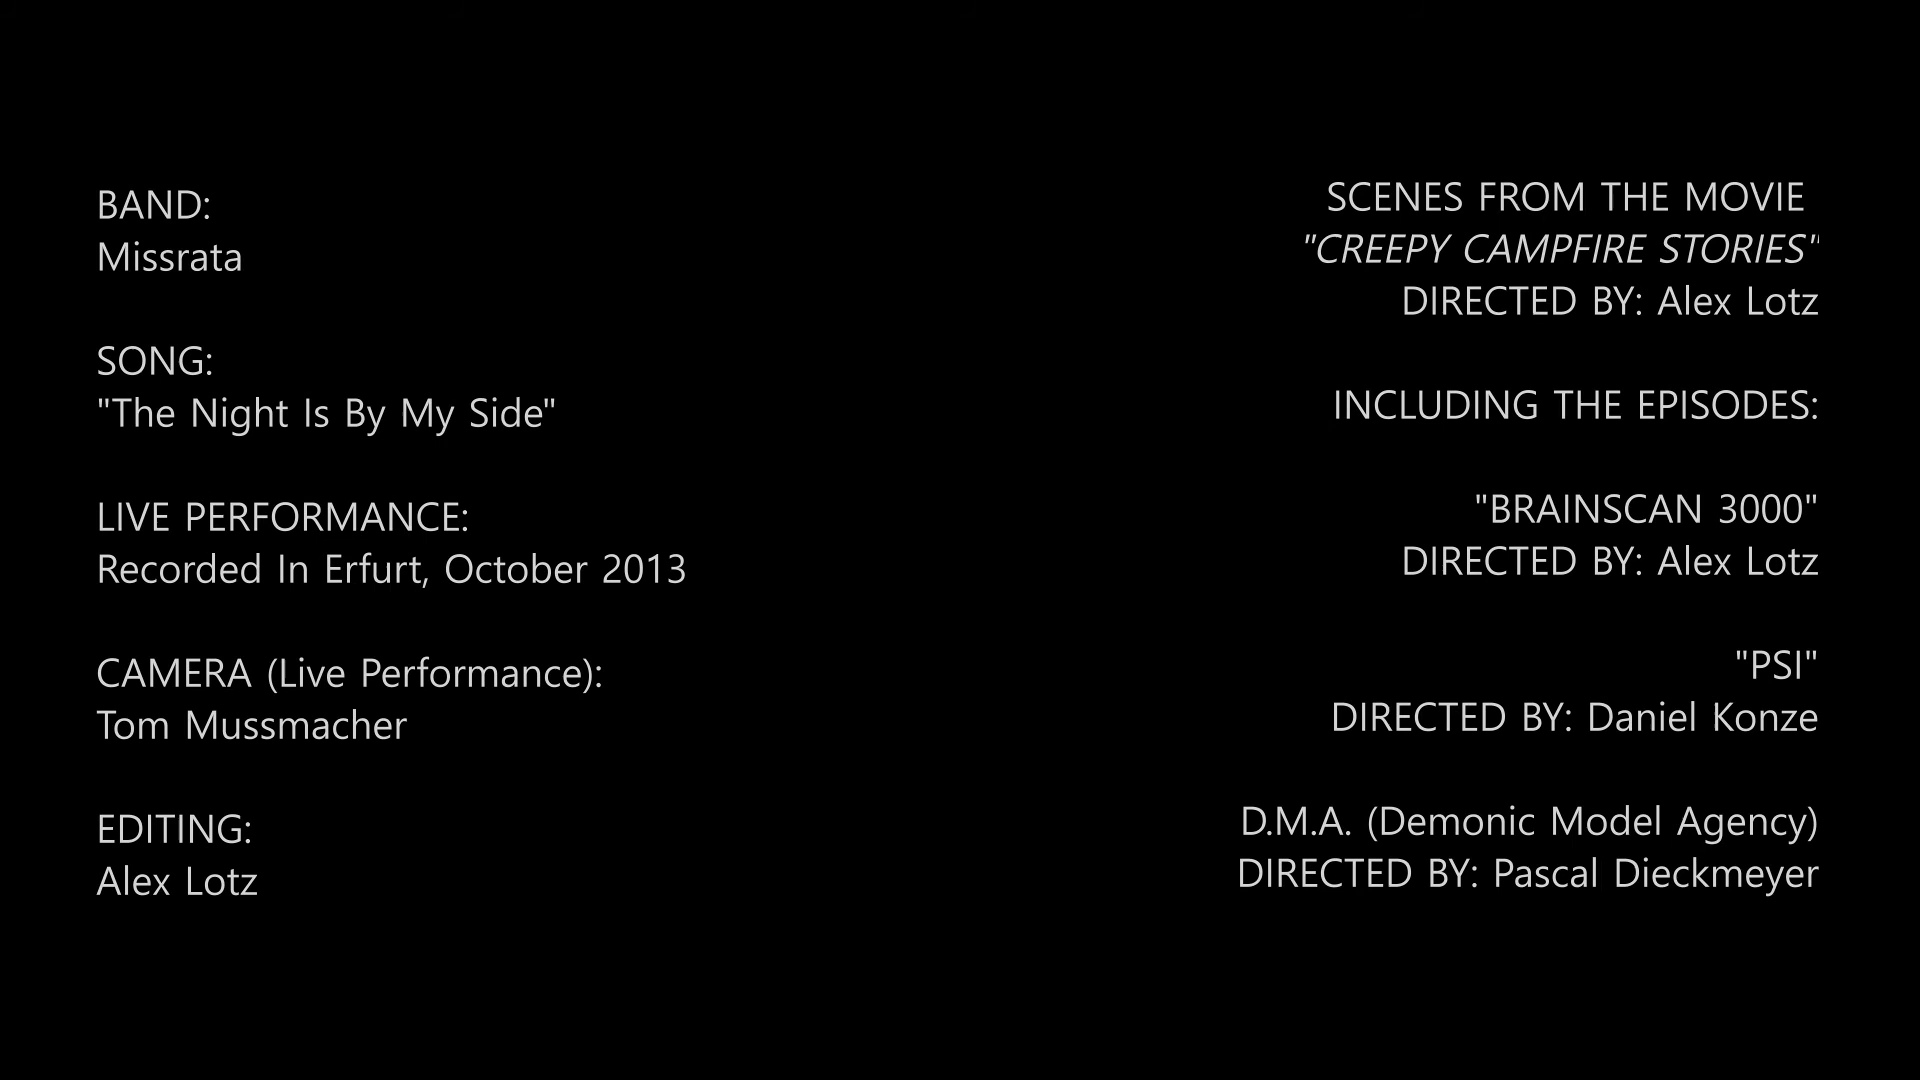 BAND:
Missrata
SONG:
"The Night Is By My Side"
LIVE PERFORMANCE:
Recorded In Erfurt, October 2013
CAMERA (Live Performance):
Tom Mussmacher
EDITING:
Alex Lotz
SCENES FROM THE MOVIE
"CREEPY CAMPFIRE STORIES"
DIRECTED BY: Alex Lotz
INCLUDING THE EPISODES:
"BRAINSCAN 3000"
DIRECTED BY: Alex Lotz
"PSI"
DIRECTED BY: Daniel Konze
D.M.A. (Demonic Model Agency)
DIRECTED BY: Pascal Dieckmeyer